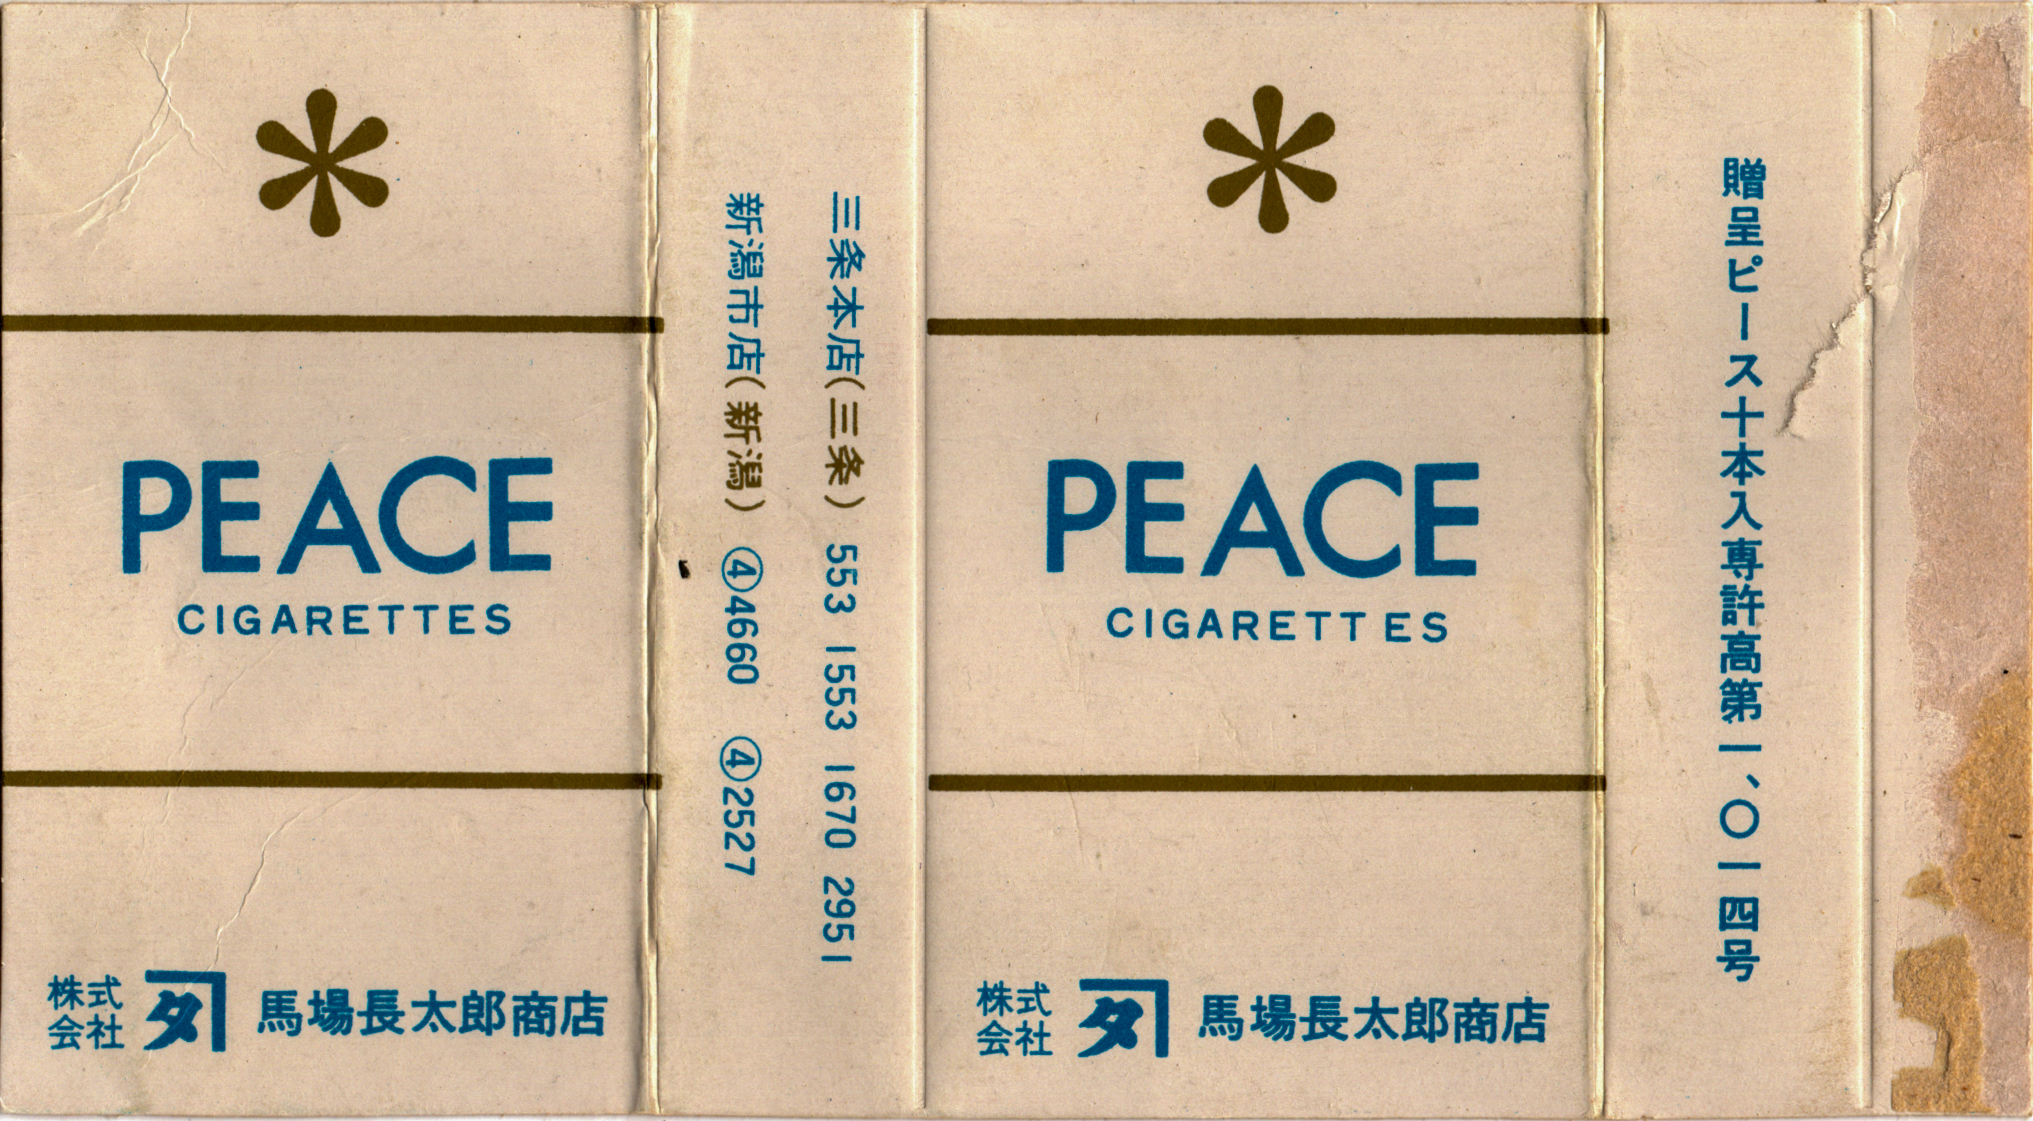 PEACE
CIGARETTES
株式会社 タ 馬場長太郎商店
三条本店(三条) 553 1553 1670 2951
新潟市店(新潟) ④4660 ④2527
PEACE
CIGARETTES
株式会社 タ 馬場長太郎商店
贈呈ピース十本入専許高第一、〇一四号